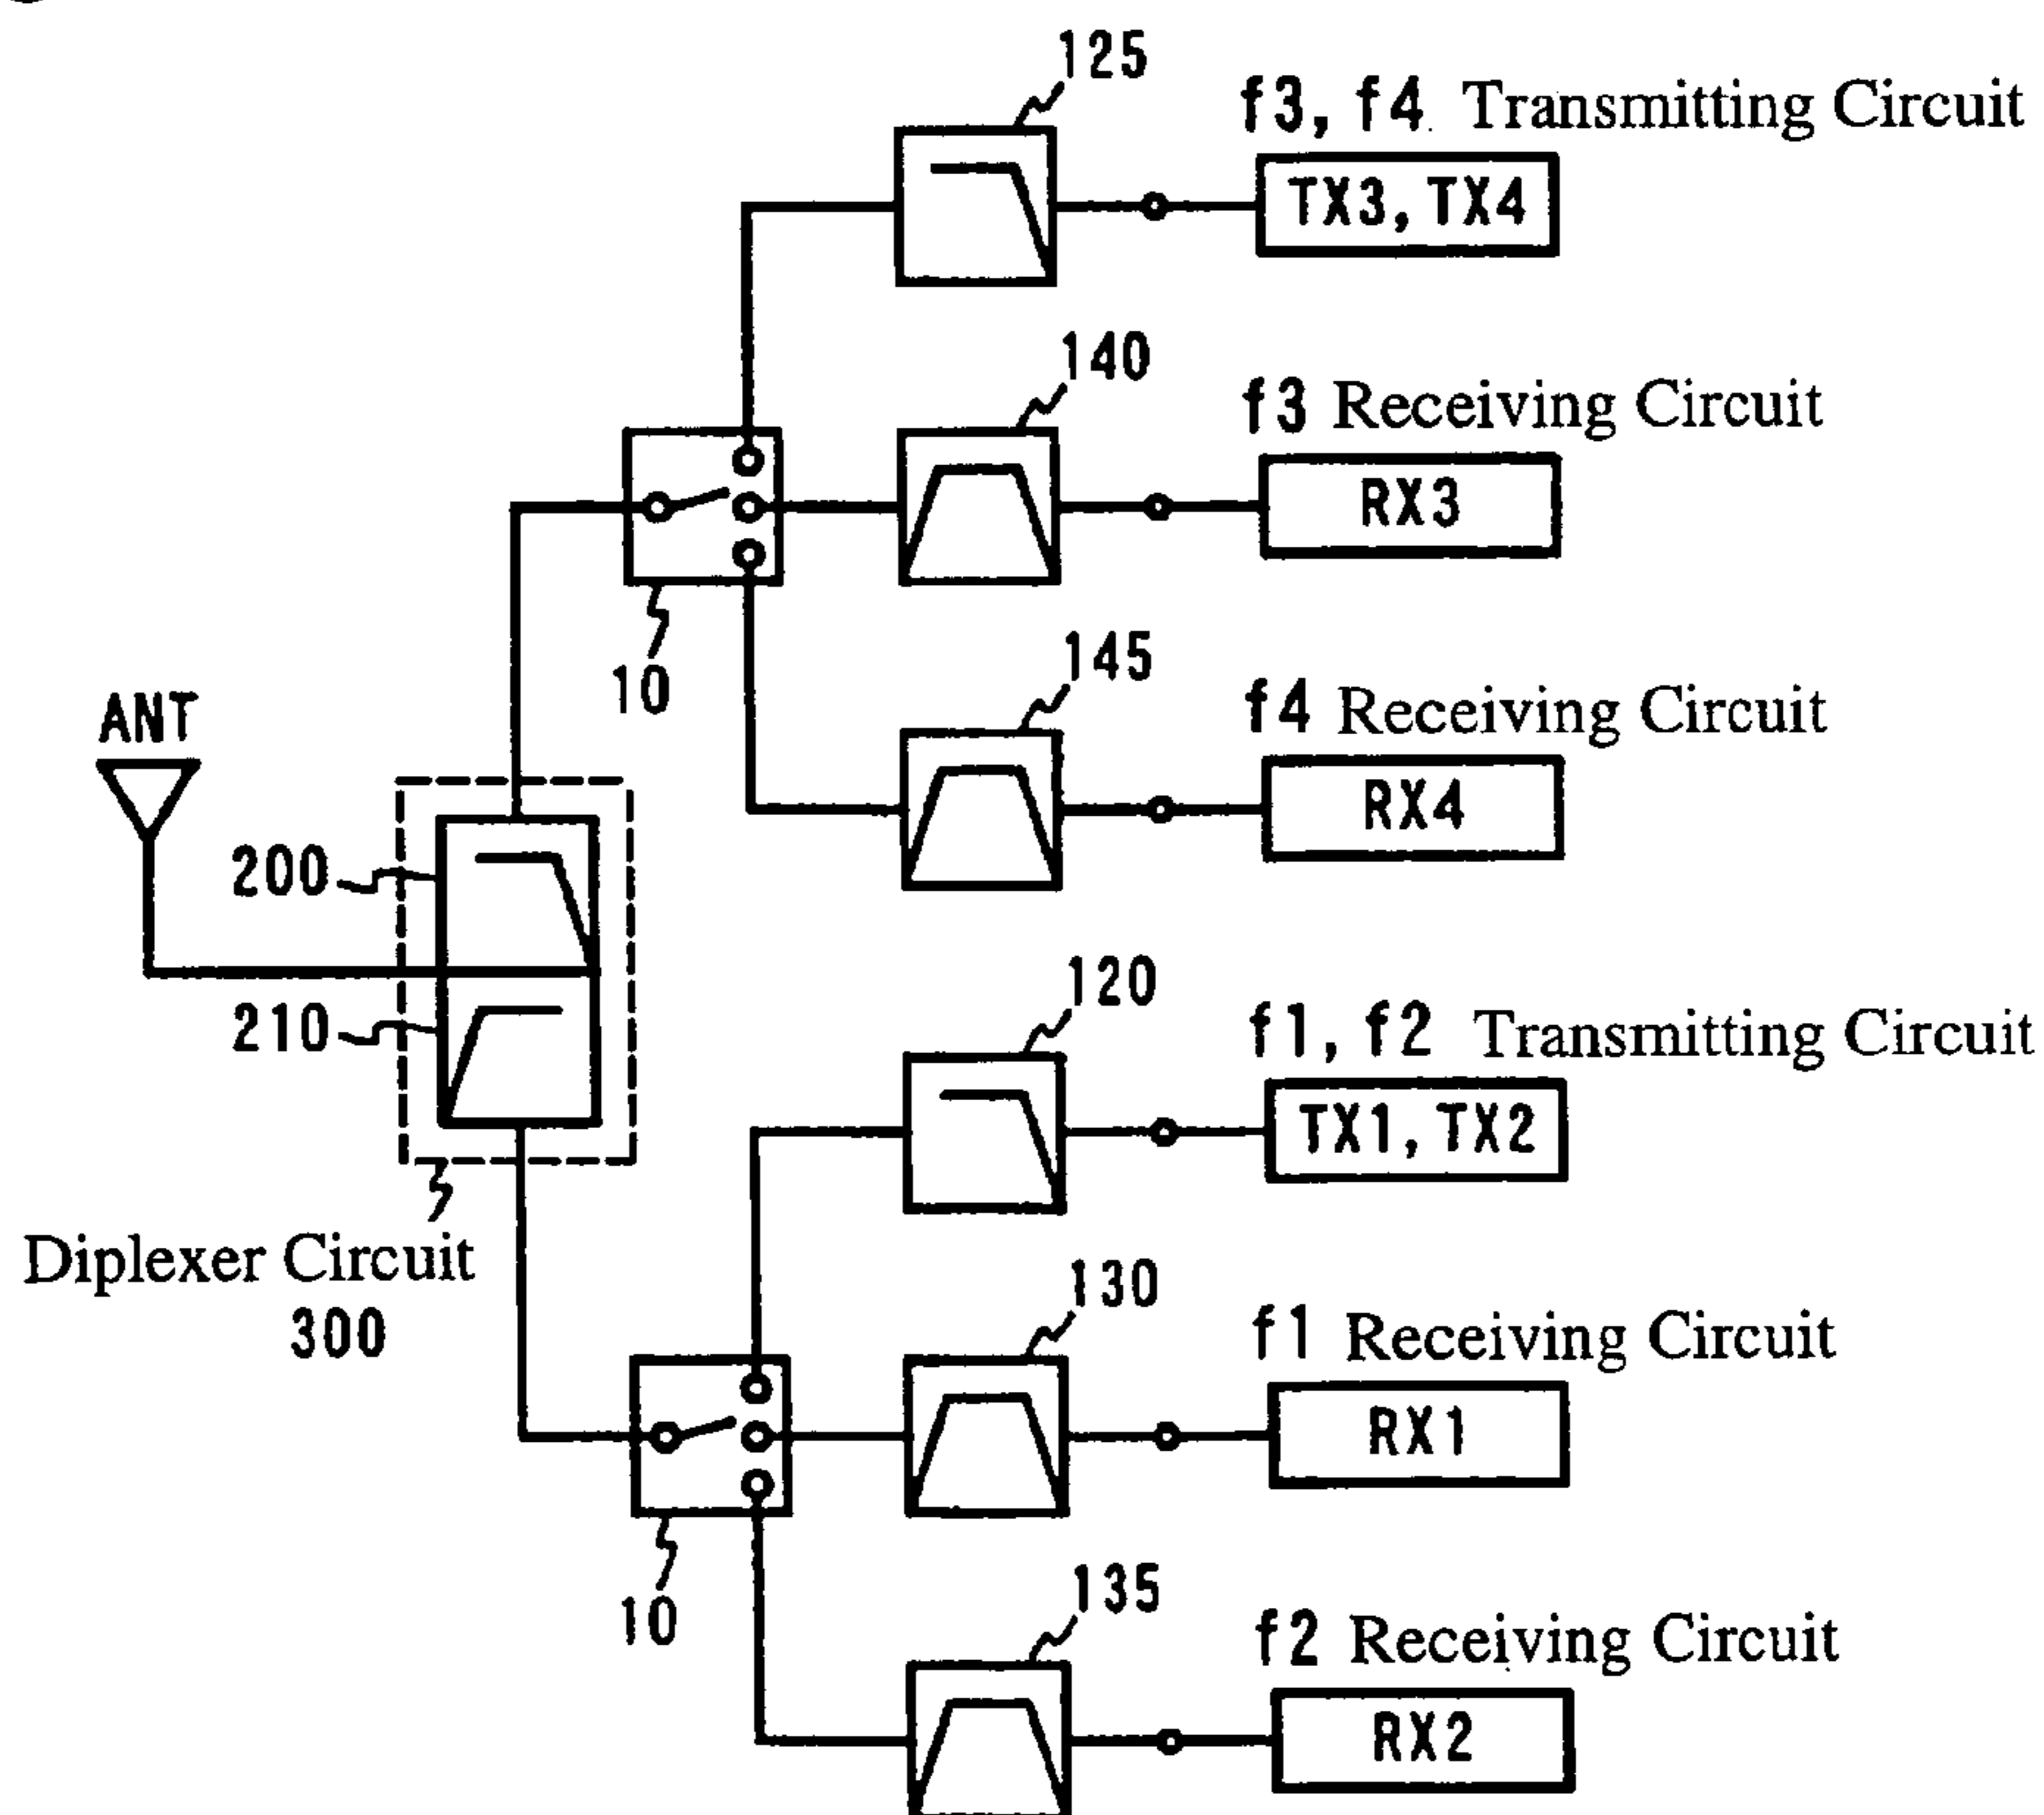 125
f3, f4 Transmitting Circuit
TX3, TX4
140
f3 Receiving Circuit
RX3
10
145
f4 Receiving Circuit
RX4
ANT
200
210
Diplexer Circuit
300
120
f1, f2 Transmitting Circuit
TX1, TX2
130
f1 Receiving Circuit
RX1
10
135
f2 Receiving Circuit
RX2